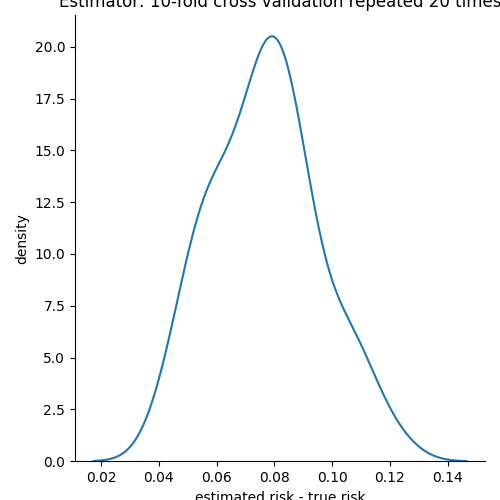 Estimator: 10-fold cross validation repeated 20 times
20.0
17.5
15.0
12.5
10.0
7.5
5.0
2.5
0.0
density
0.02 0.04 0.06 0.08 0.10 0.12 0.14
estimated risk - true risk